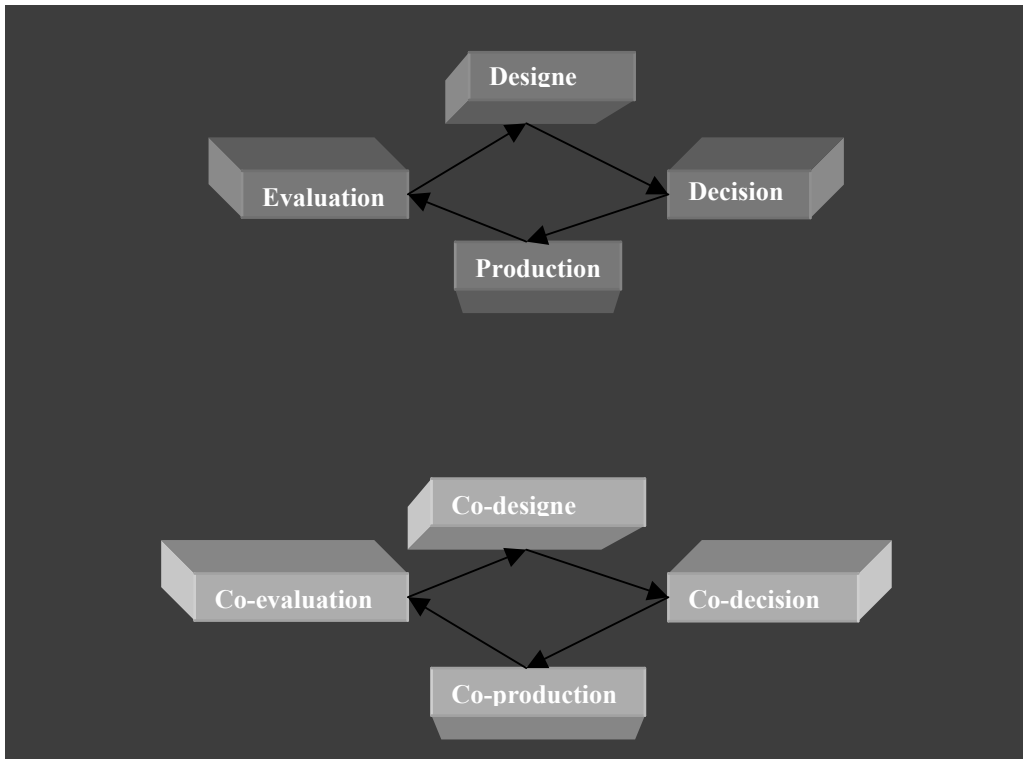 Designe
Evaluation
Decision
Production
Co-designe
Co-evaluation
Co-decision
Co-production